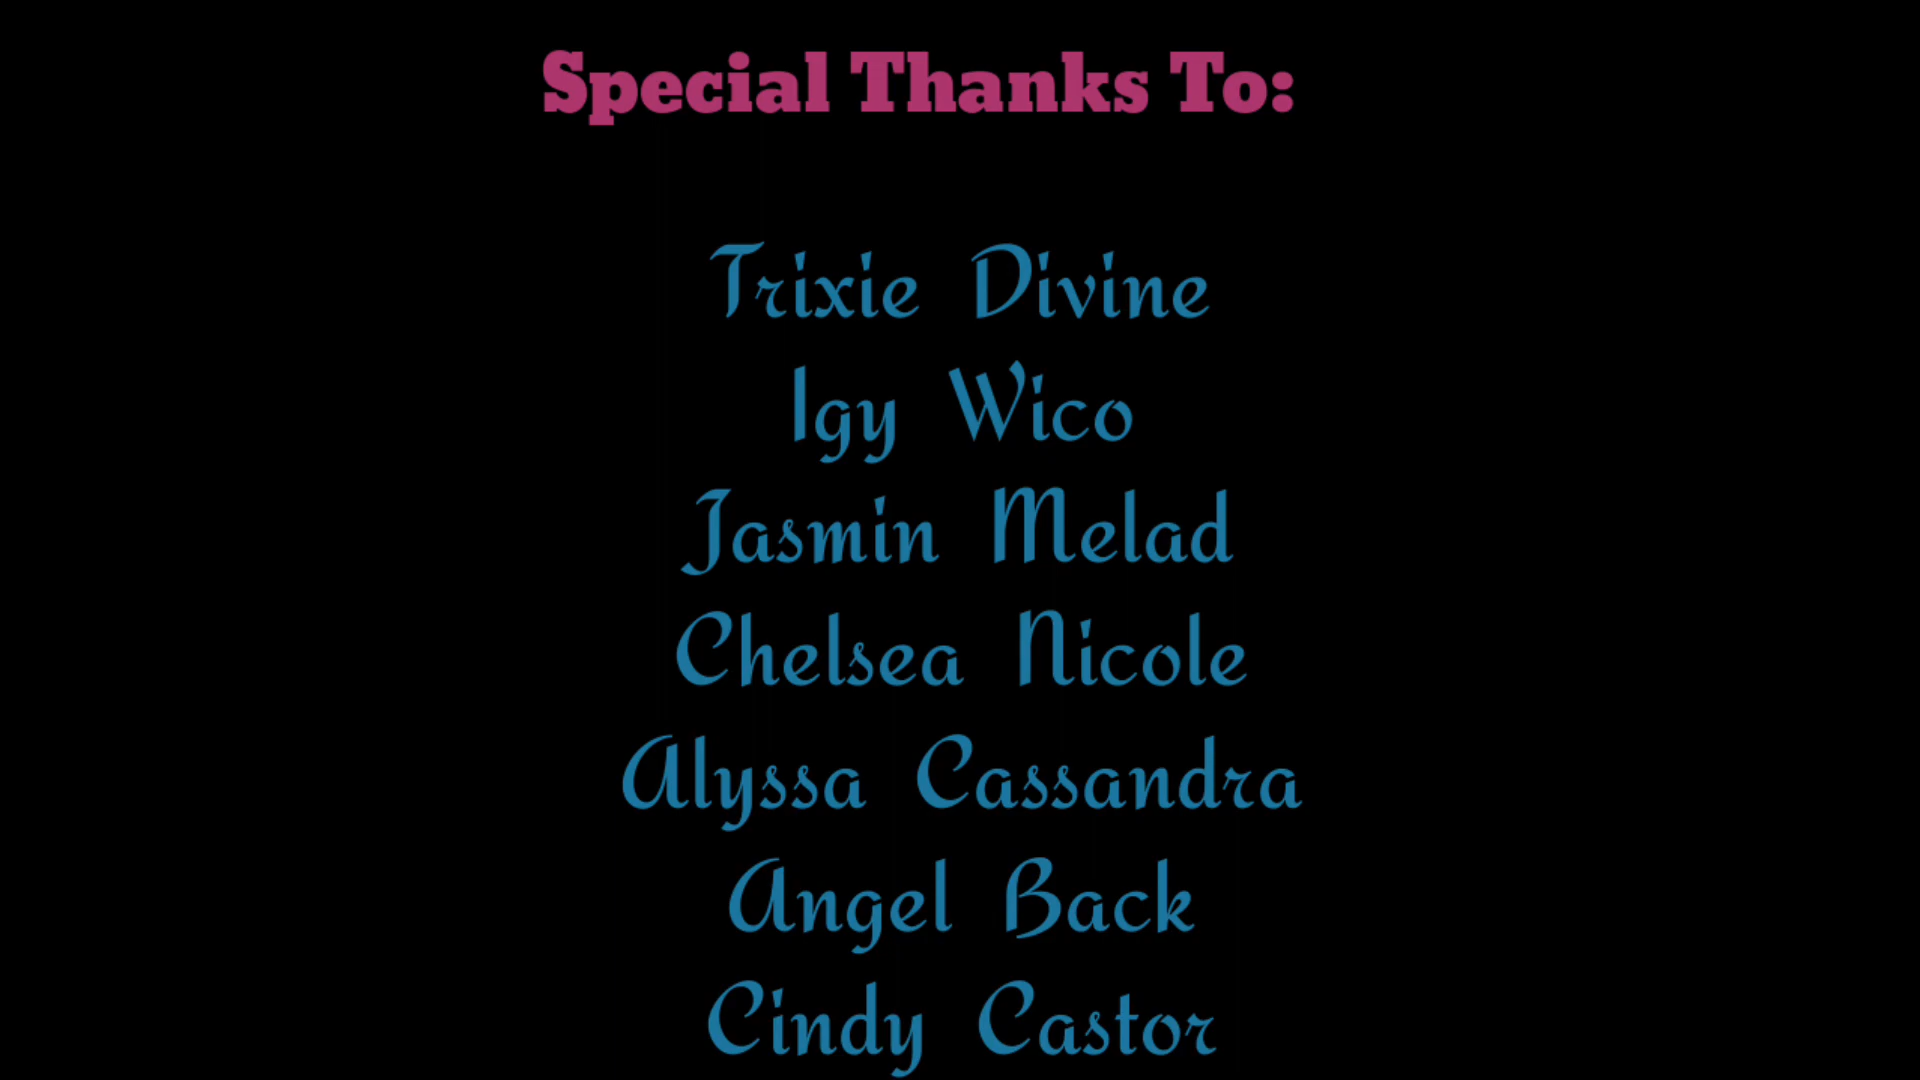 Special Thanks To:
Trixie Divine
Igy Wico
Jasmin Melad
Chelsea Nicole
Alyssa Cassandra
Angel Back
Cindy Castor